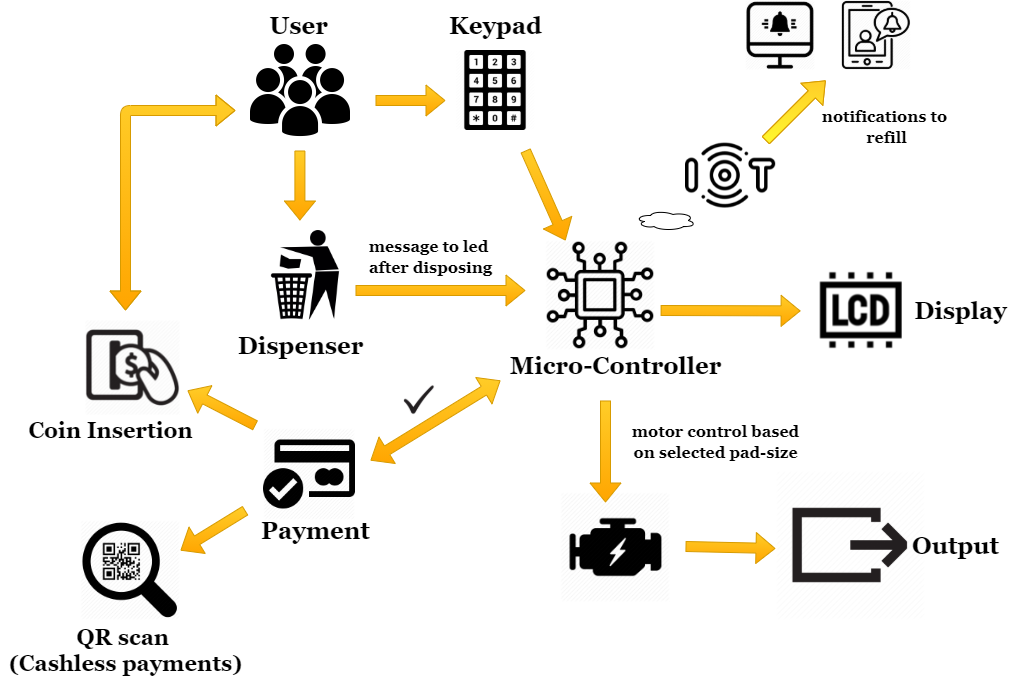 User
Keypad
1 2 3
4 5 6
7 8 9
* 0 #
notifications to
refill
IOT
message to led
after disposing
Dispenser
LCD
Display
Micro-Controller
$
Coin Insertion
motor control based
on selected pad-size
Payment
Output
QR scan
(Cashless payments)